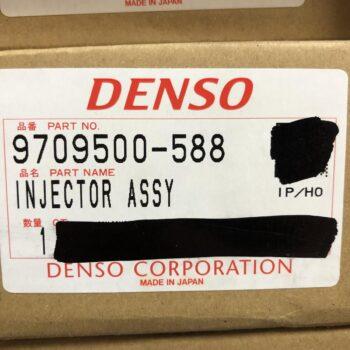 MADE IN JAPAN
DENSO
品番 PART NO.
9709500-588
品名 PART NAME
INJECTOR ASSY
IP/HO
数量
1
DENSO CORPORATION
MADE IN JAPAN